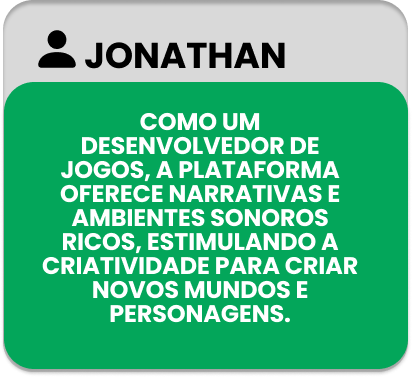 JONATHAN
COMO UM
DESENVOLVEDOR DE
JOGOS, A PLATAFORMA
OFERECE NARRATIVAS E
AMBIENTES SONOROS
RICOS, ESTIMULANDO A
CRIATIVIDADE PARA CRIAR
NOVOS MUNDOS E
PERSONAGENS.